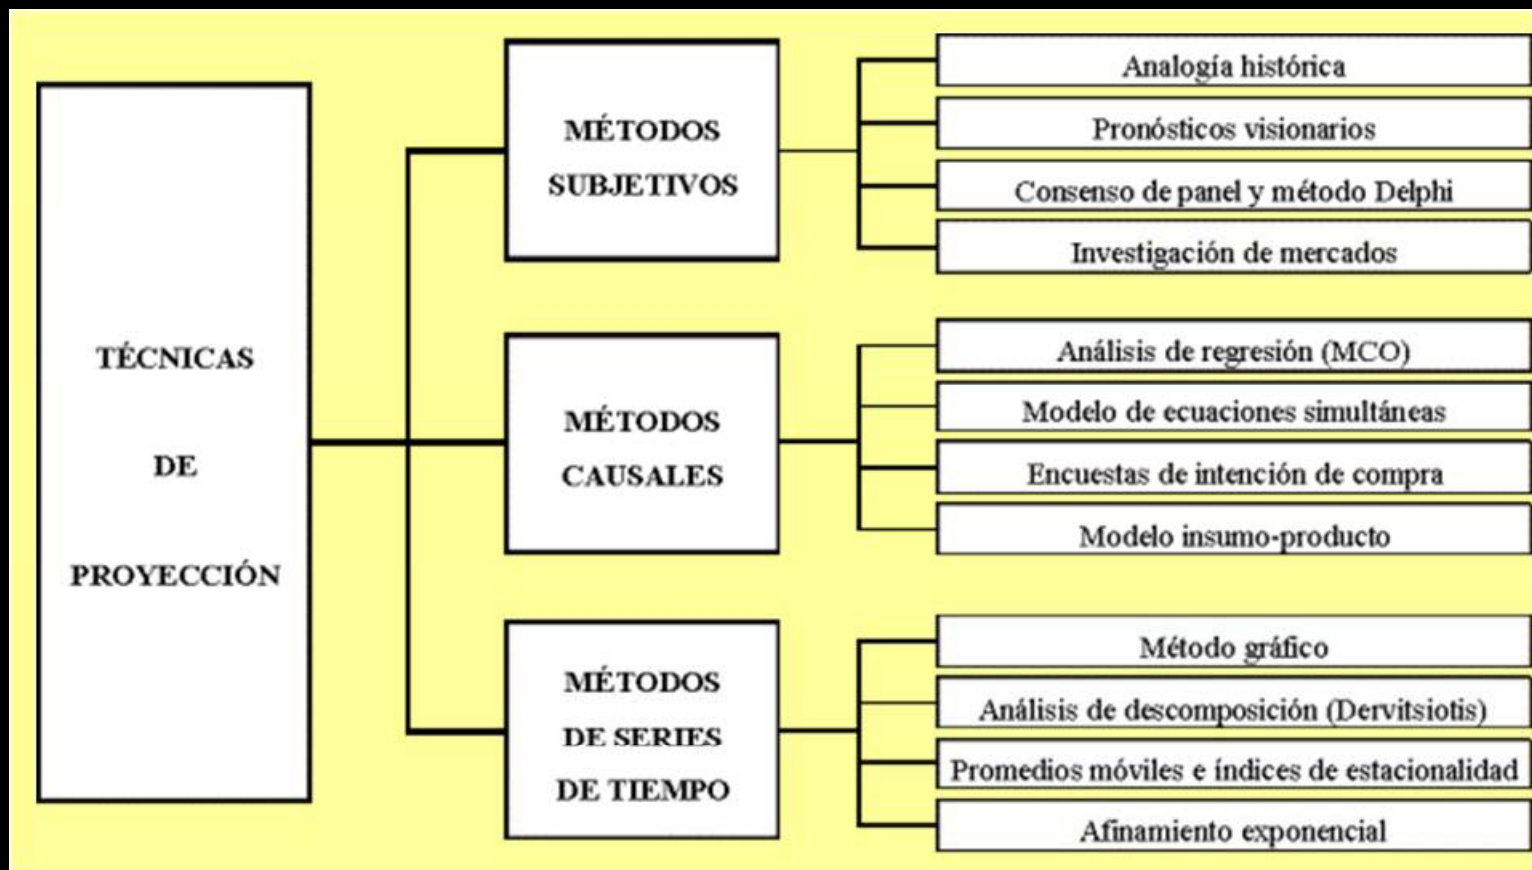 TÉCNICAS
DE
PROYECCIÓN
MÉTODOS
SUBJETIVOS
Analogía histórica
Pronósticos visionarios
Consenso de panel y método Delphi
Investigación de mercados
MÉTODOS
CAUSALES
Análisis de regresión (MCO)
Modelo de ecuaciones simultáneas
Encuestas de intención de compra
Modelo insumo-producto
MÉTODOS
DE SERIES
DE TIEMPO
Método gráfico
Análisis de descomposición (Dervitsiotis)
Promedios móviles e índices de estacionalidad
Afinamiento exponencial